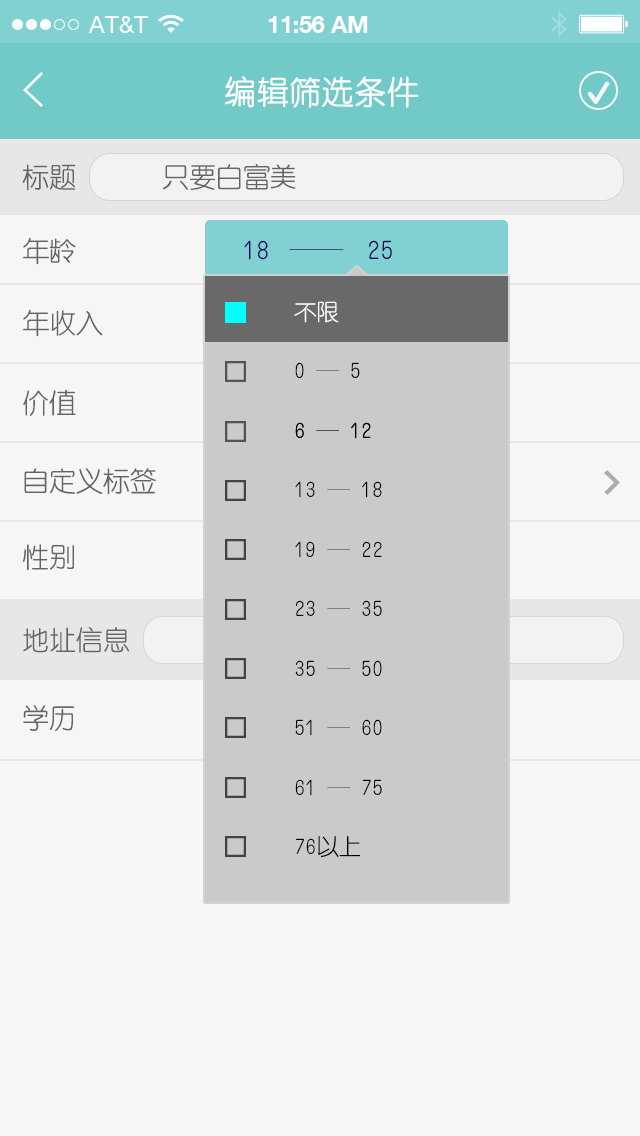 AT&T 11:56 AM
编辑筛选条件
标题 只要白富美
年龄 18 — 25
不限
年收入
0 — 5
价值
6 — 12
自定义标签
13 — 18
19 — 22
性别
23 — 35
地址信息
35 — 50
学历
51 — 60
61 — 75
76以上